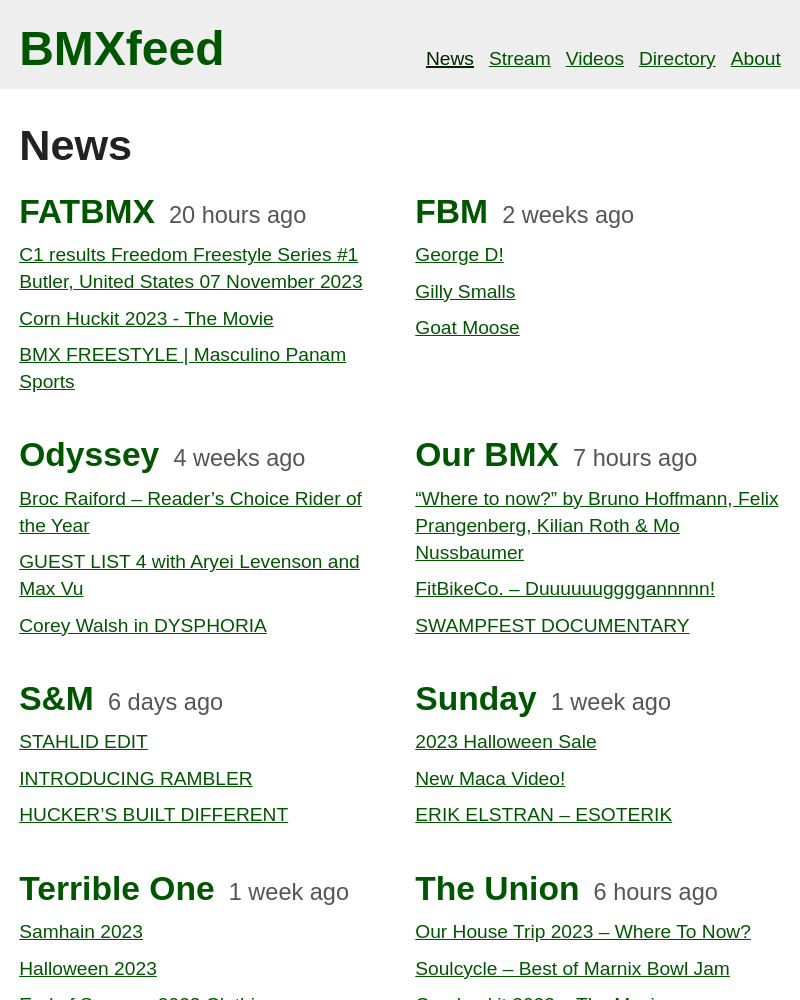 BMXfeed
News Stream Videos Directory About
News
FATBMX 20 hours ago
C1 results Freedom Freestyle Series #1
Butler, United States 07 November 2023
Corn Huckit 2023 - The Movie
BMX FREESTYLE | Masculino Panam
Sports
FBM 2 weeks ago
George D!
Gilly Smalls
Goat Moose
Odyssey 4 weeks ago
Broc Raiford – Reader’s Choice Rider of
the Year
GUEST LIST 4 with Aryei Levenson and
Max Vu
Corey Walsh in DYSPHORIA
Our BMX 7 hours ago
“Where to now?” by Bruno Hoffmann, Felix
Prangenberg, Kilian Roth & Mo
Nussbaumer
FitBikeCo. – Duuuuuuggggannnnn!
SWAMPFEST DOCUMENTARY
S&M 6 days ago
STAHLID EDIT
INTRODUCING RAMBLER
HUCKER’S BUILT DIFFERENT
Sunday 1 week ago
2023 Halloween Sale
New Maca Video!
ERIK ELSTRAN – ESOTERIK
Terrible One 1 week ago
Samhain 2023
Halloween 2023
The Union 6 hours ago
Our House Trip 2023 – Where To Now?
Soulcycle – Best of Marnix Bowl Jam